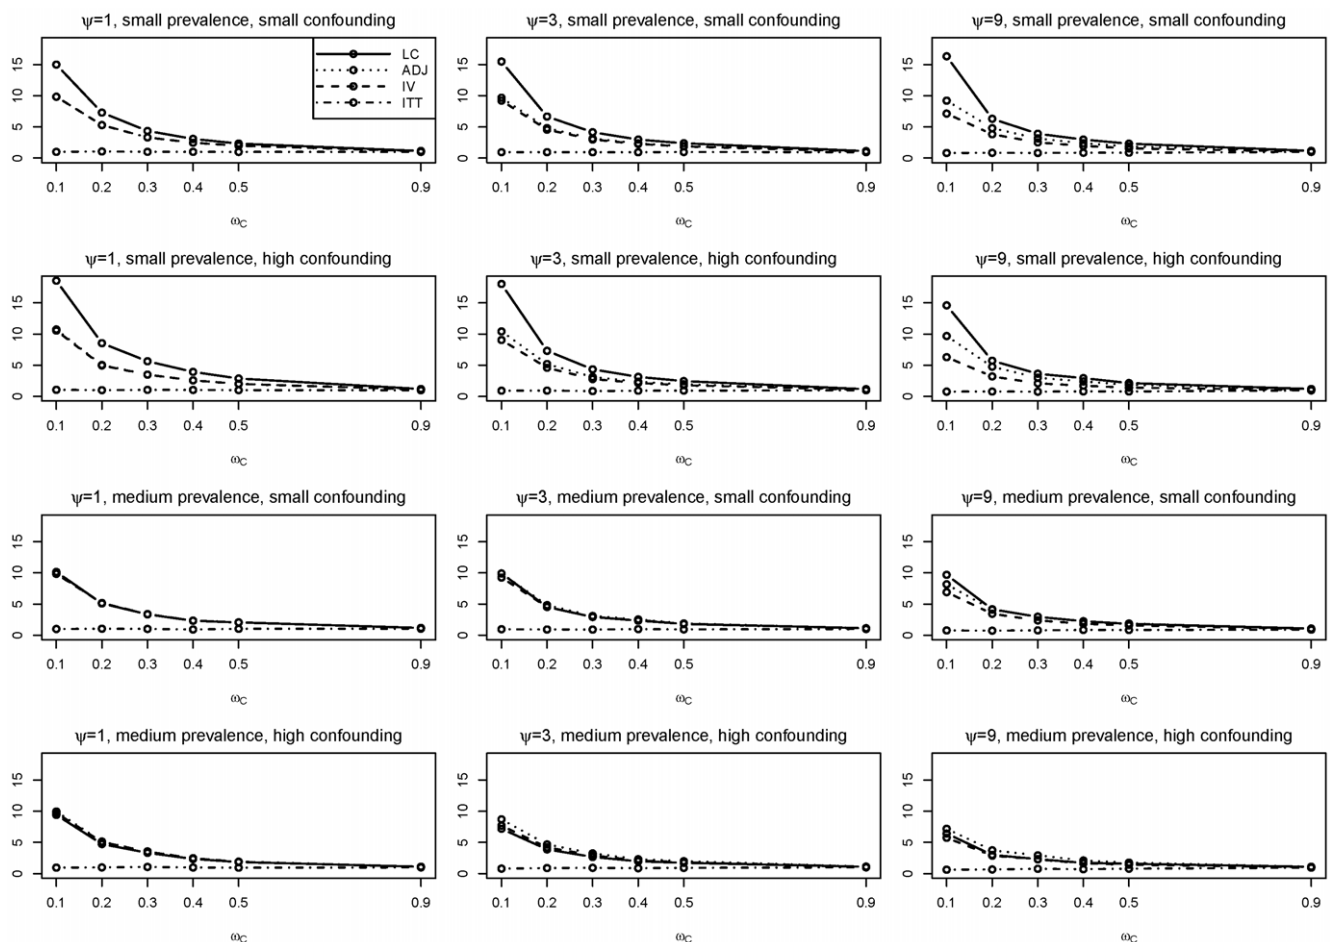 ψ=1, small prevalence, small confounding
ψ=3, small prevalence, small confounding
ψ=9, small prevalence, small confounding
LC
ADJ
IV
ITT
0 5 10 15
0 5 10 15
0 5 10 15
0.1 0.2 0.3 0.4 0.5 0.9
0.1 0.2 0.3 0.4 0.5 0.9
0.1 0.2 0.3 0.4 0.5 0.9
ωC
ωC
ωC
ψ=1, small prevalence, high confounding
ψ=3, small prevalence, high confounding
ψ=9, small prevalence, high confounding
0 5 10 15
0 5 10 15
0 5 10 15
0.1 0.2 0.3 0.4 0.5 0.9
0.1 0.2 0.3 0.4 0.5 0.9
0.1 0.2 0.3 0.4 0.5 0.9
ωC
ωC
ωC
ψ=1, medium prevalence, small confounding
ψ=3, medium prevalence, small confounding
ψ=9, medium prevalence, small confounding
0 5 10 15
0 5 10 15
0 5 10 15
0.1 0.2 0.3 0.4 0.5 0.9
0.1 0.2 0.3 0.4 0.5 0.9
0.1 0.2 0.3 0.4 0.5 0.9
ωC
ωC
ωC
ψ=1, medium prevalence, high confounding
ψ=3, medium prevalence, high confounding
ψ=9, medium prevalence, high confounding
0 5 10 15
0 5 10 15
0 5 10 15
0.1 0.2 0.3 0.4 0.5 0.9
0.1 0.2 0.3 0.4 0.5 0.9
0.1 0.2 0.3 0.4 0.5 0.9
ωC
ωC
ωC